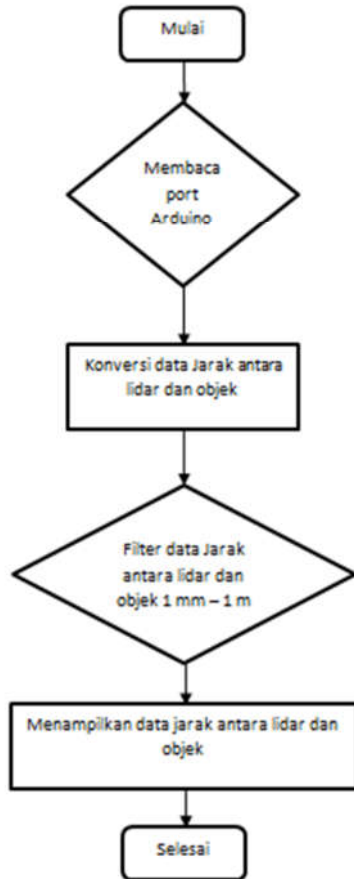 Mulai
Membaca
port
Arduino
Konversi data Jarak antara
lidar dan objek
Filter data Jarak
antara lidar dan
objek 1 mm – 1 m
Menampilkan data jarak antara lidar dan
objek
Selesai